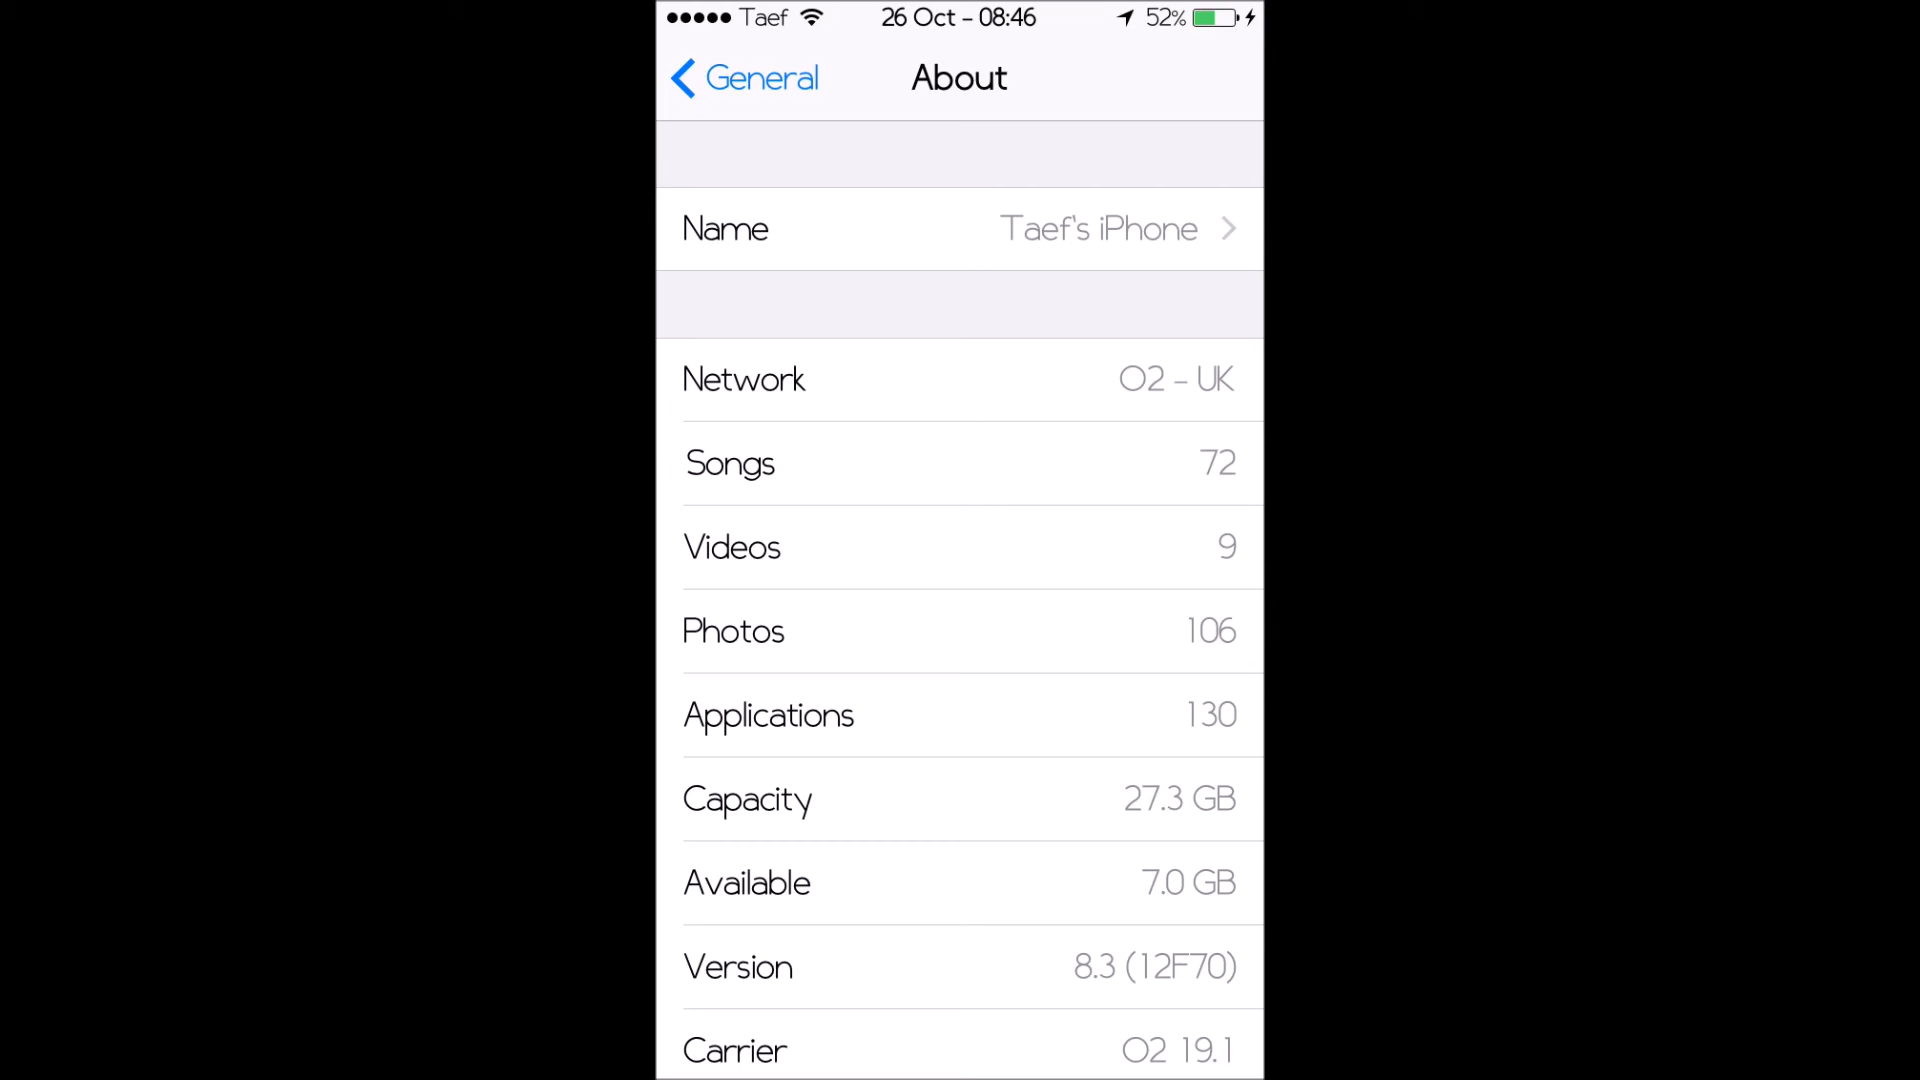 Taef 26 Oct – 08:46 52%
General About
Name Taef's iPhone
Network O2 – UK
Songs 72
Videos 9
Photos 106
Applications 130
Capacity 27.3 GB
Available 7.0 GB
Version 8.3 (12F70)
Carrier O2 19.1